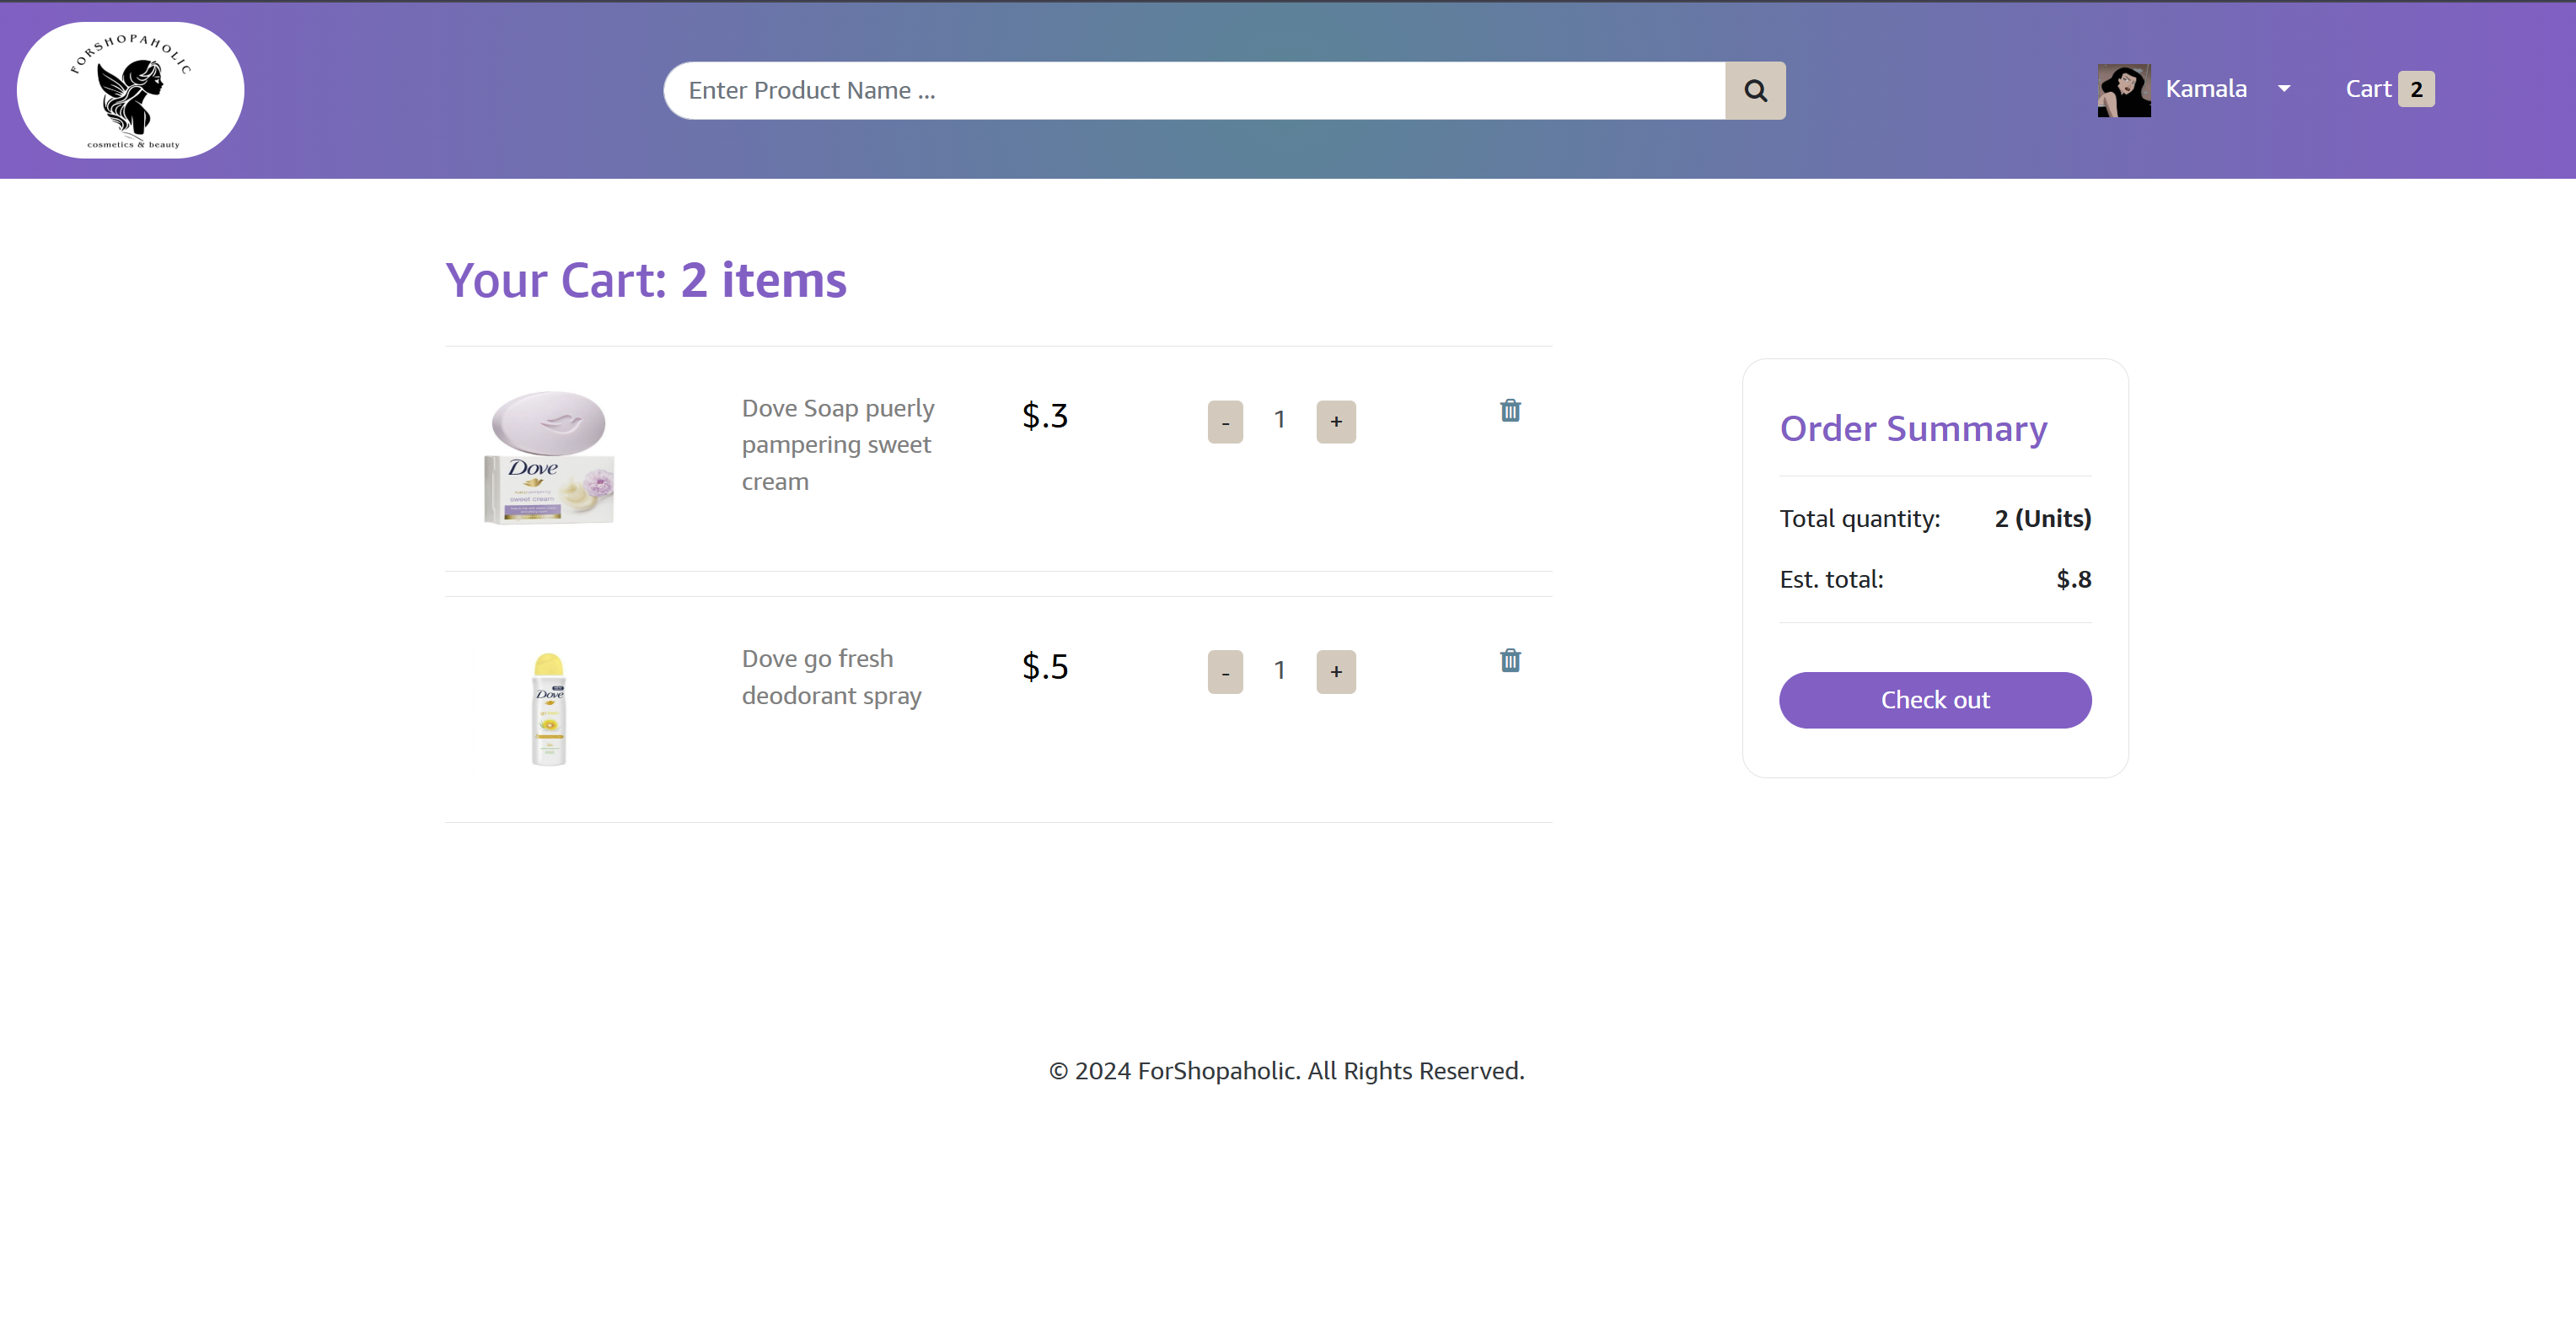 FORSHOPAHOLIC
cosmetics & beauty
Enter Product Name ...
Kamala
Cart 2
Your Cart: 2 items
Dove
sweet cream
Dove Soap puerly
pampering sweet
cream
$.3
- 1 +
Dove
Dove go fresh
deodorant spray
$.5
- 1 +
Order Summary
Total quantity: 2 (Units)
Est. total: $.8
Check out
© 2024 ForShopaholic. All Rights Reserved.